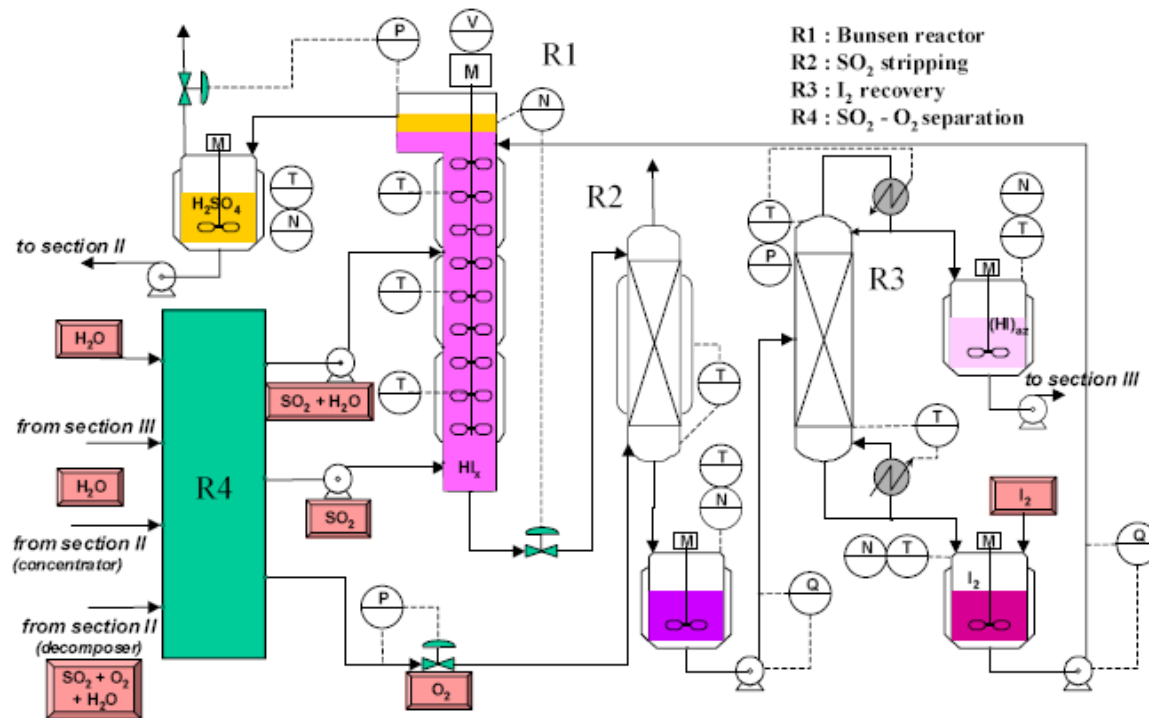 R1 : Bunsen reactor
R2 : SO₂ stripping
R3 : I₂ recovery
R4 : SO₂ - O₂ separation
P
V
M
R1
N
M
T
N
H₂SO₄
to section II
T
T
T
HIₓ
R2
T
P
R3
N
T
M
(HI)ₐz
to section III
H₂O
from section III
H₂O
from section II
(concentrator)
from section II
(decomposer)
SO₂ + O₂
+ H₂O
R4
SO₂ + H₂O
SO₂
P
O₂
T
T
N
M
Q
T
I₂
N
T
M
I₂
Q